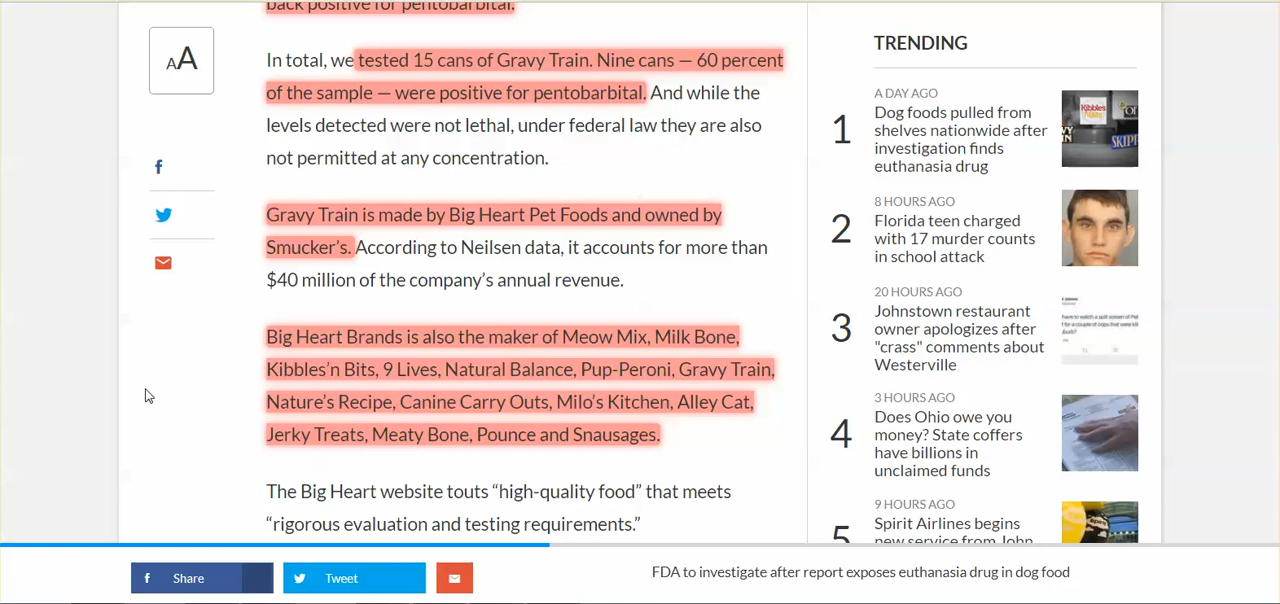 back positive for pentobarbital.
AA
In total, we tested 15 cans of Gravy Train. Nine cans — 60 percent
of the sample — were positive for pentobarbital. And while the
levels detected were not lethal, under federal law they are also
not permitted at any concentration.
Gravy Train is made by Big Heart Pet Foods and owned by
Smucker's. According to Neilsen data, it accounts for more than
$40 million of the company's annual revenue.
Big Heart Brands is also the maker of Meow Mix, Milk Bone,
Kibbles'n Bits, 9 Lives, Natural Balance, Pup-Peroni, Gravy Train,
Nature's Recipe, Canine Carry Outs, Milo's Kitchen, Alley Cat,
Jerky Treats, Meaty Bone, Pounce and Snausages.
The Big Heart website touts “high-quality food” that meets
“rigorous evaluation and testing requirements.”
TRENDING
1
A DAY AGO
Dog foods pulled from
shelves nationwide after
investigation finds
euthanasia drug
2
8 HOURS AGO
Florida teen charged
with 17 murder counts
in school attack
3
20 HOURS AGO
Johnstown restaurant
owner apologizes after
"crass" comments about
Westerville
4
3 HOURS AGO
Does Ohio owe you
money? State coffers
have billions in
unclaimed funds
5
9 HOURS AGO
Spirit Airlines begins
new service from John
Share
Tweet
FDA to investigate after report exposes euthanasia drug in dog food